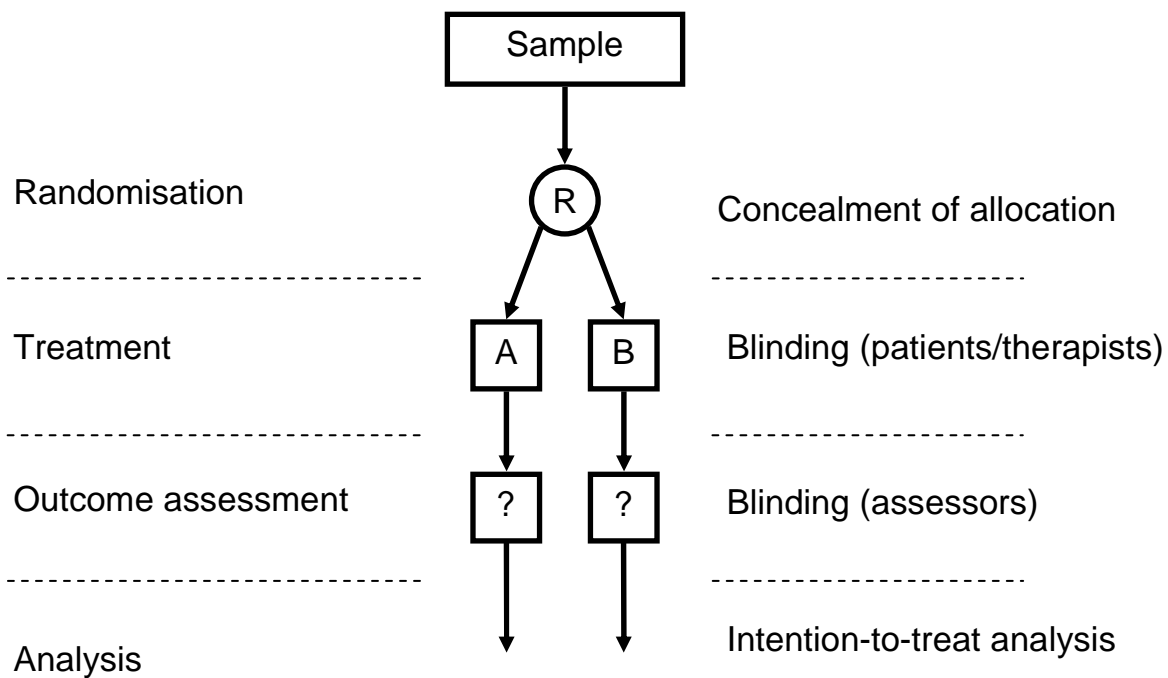 Sample
Randomisation
R
Concealment of allocation
Treatment
A
B
Blinding (patients/therapists)
Outcome assessment
?
?
Blinding (assessors)
Analysis
Intention-to-treat analysis